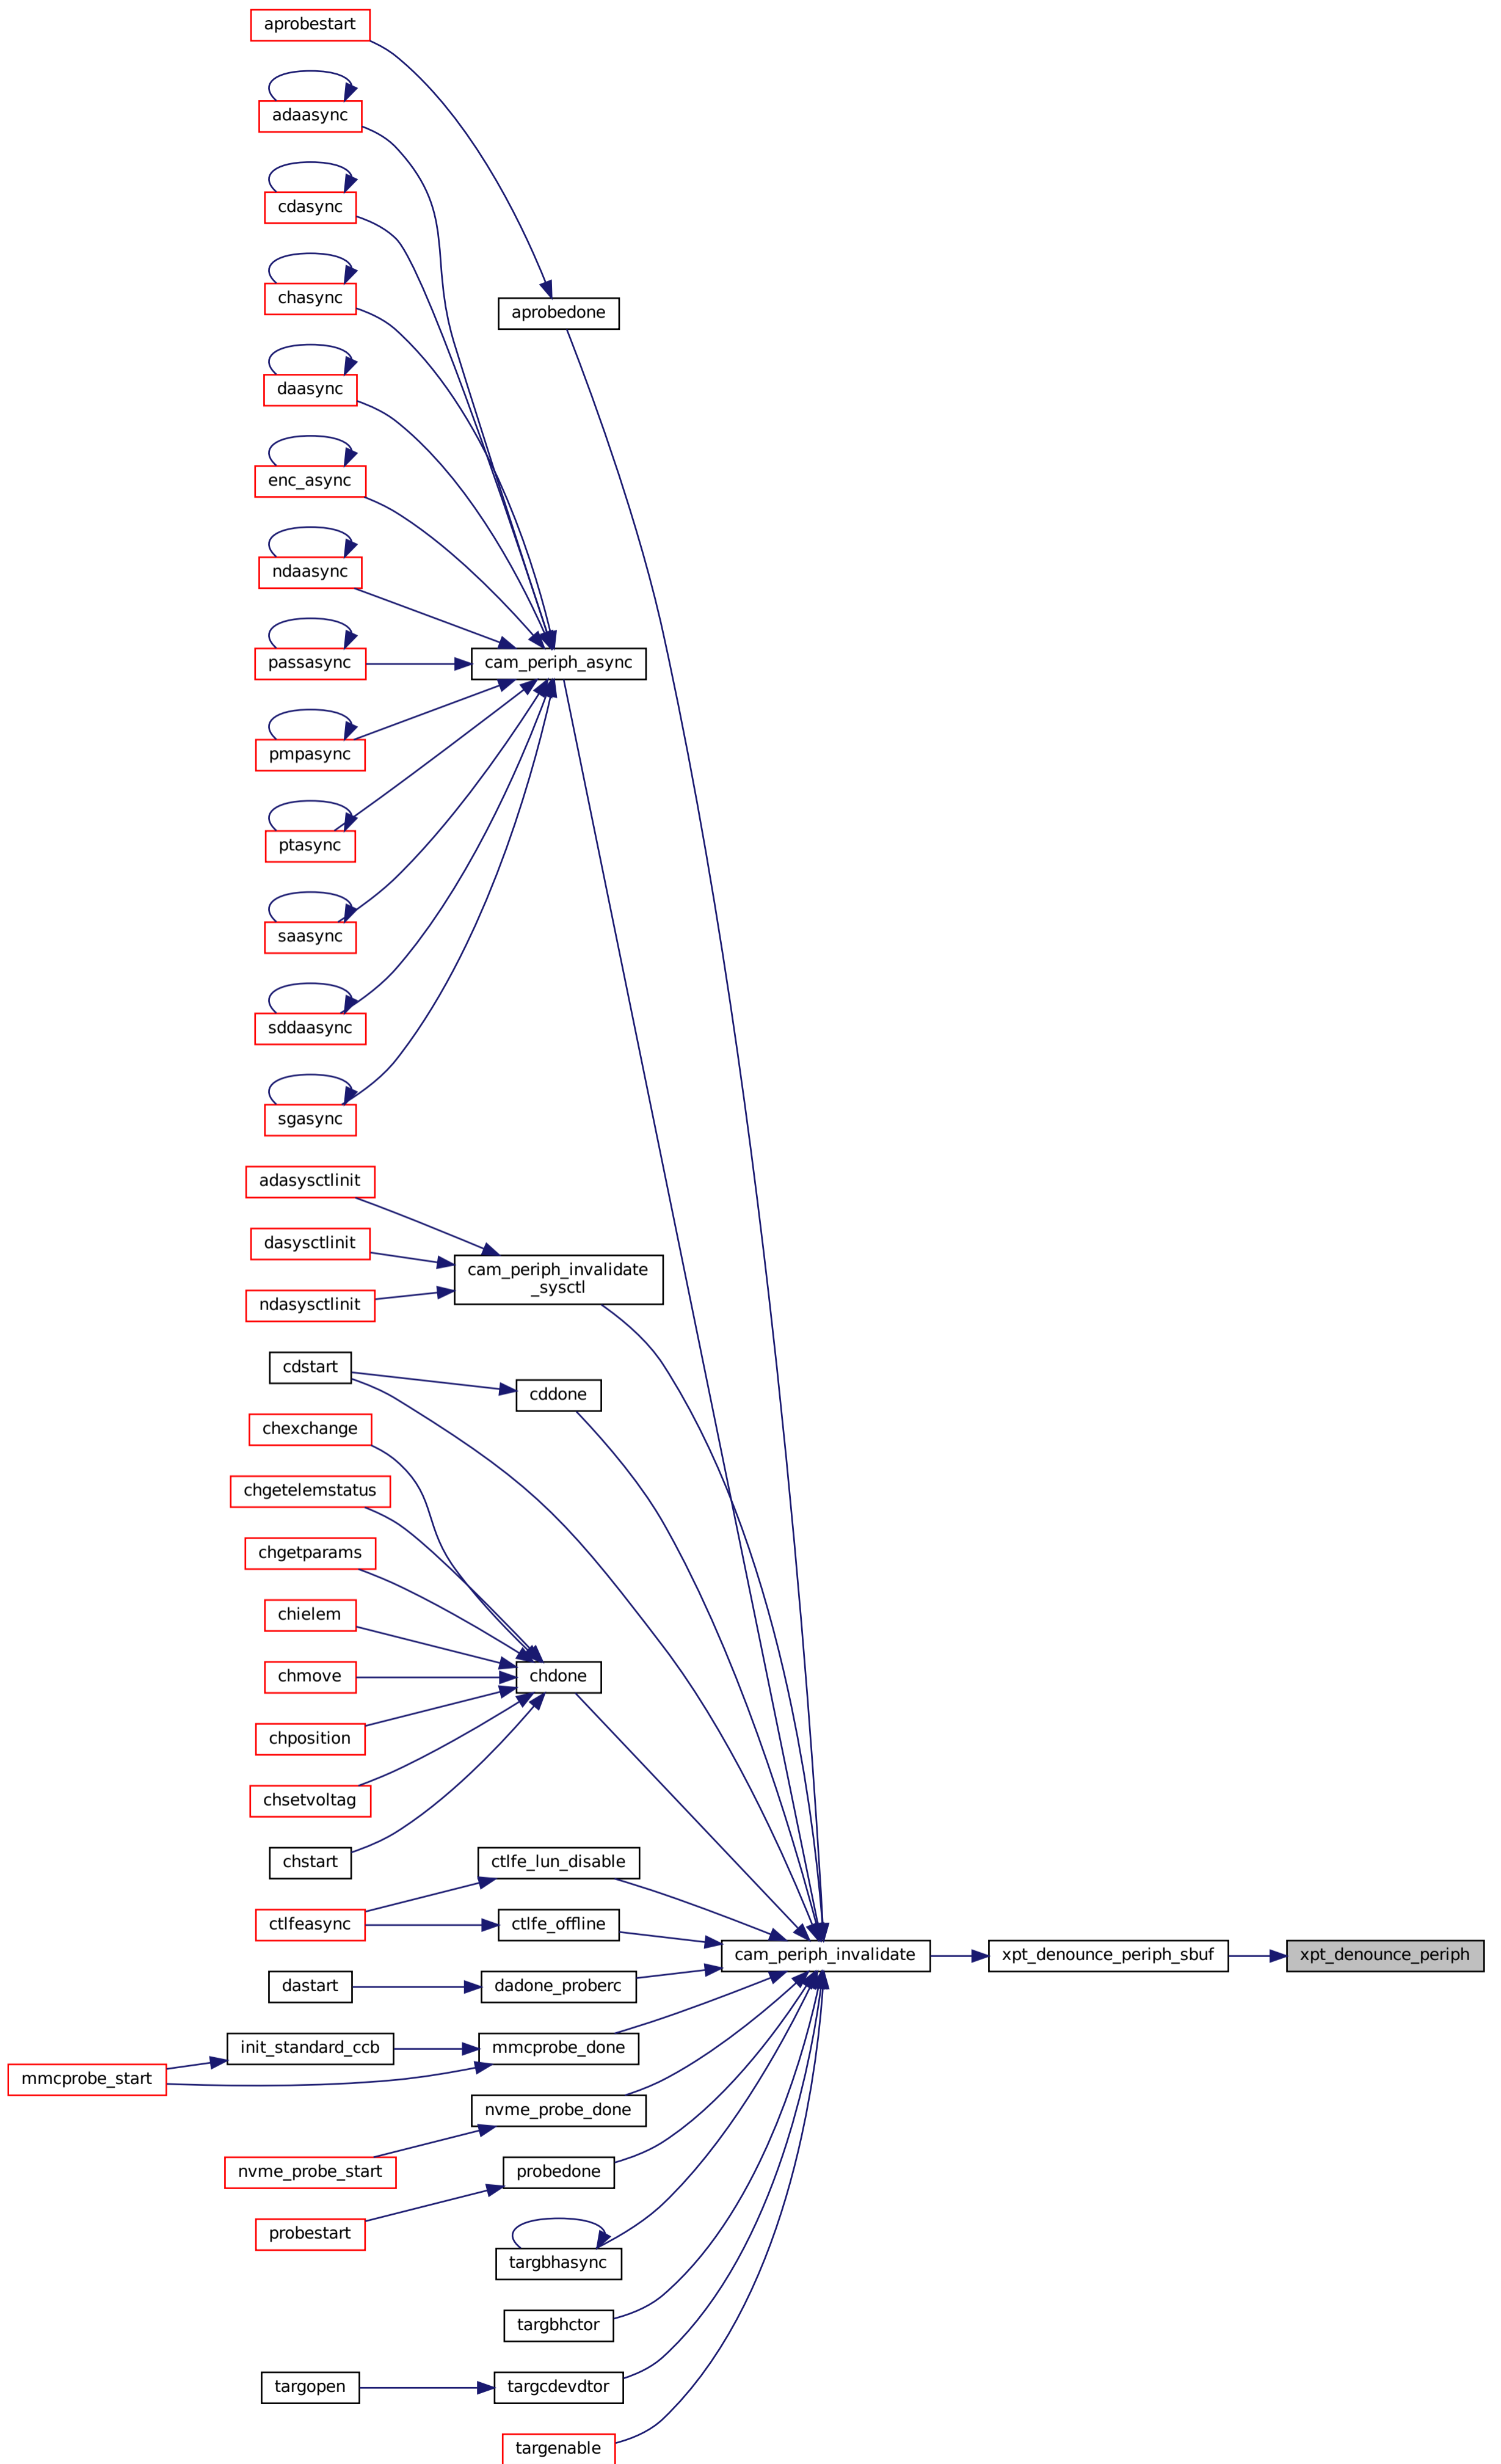 aprobestart
adaasync
cdasync
chasync
aprobedone
daasync
enc_async
ndaasync
passasync
cam_periph_async
pmpasync
ptasync
saasync
sddaasync
sgasync
adasysctlinit
dasysctlinit
cam_periph_invalidate
_sysctl
ndasysctlinit
cdstart
cddone
chexchange
chgetelemstatus
chgetparams
chielem
chmove
chdone
chposition
chsetvoltag
chstart
ctlfe_lun_disable
ctlfeasync
ctlfe_offline
cam_periph_invalidate
xpt_denounce_periph_sbuf
xpt_denounce_periph
dastart
dadone_proberc
init_standard_ccb
mmcprobe_done
mmcprobe_start
nvme_probe_done
nvme_probe_start
probedone
probestart
targbhasync
targbhctor
targopen
targcdevdtor
targenable